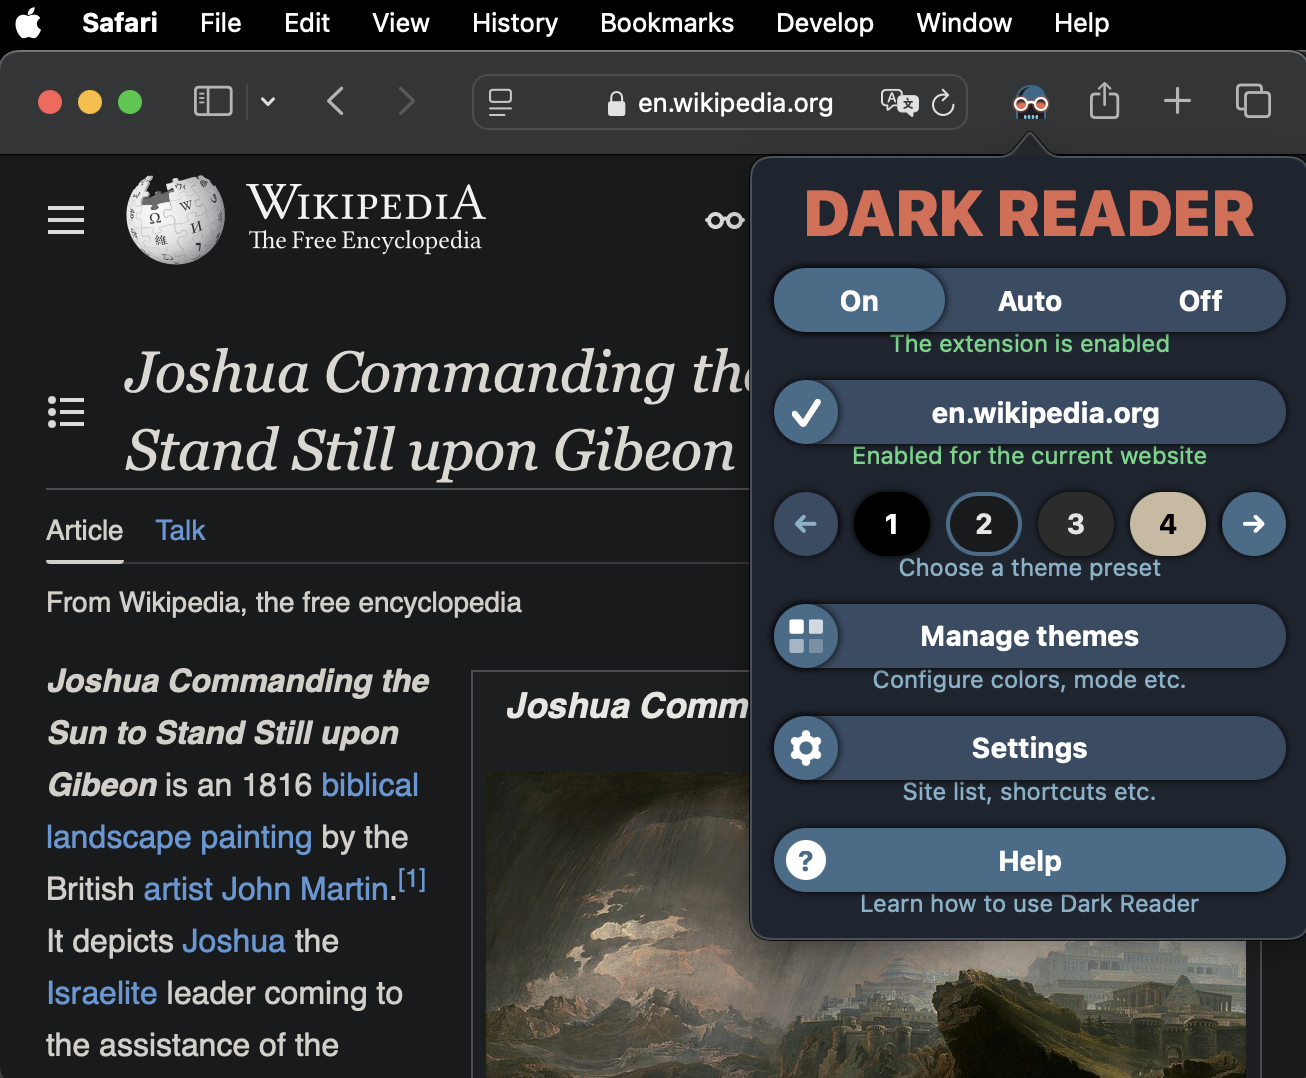 Safari File Edit View History Bookmarks Develop Window Help
en.wikipedia.org
WIKIPEDIA
The Free Encyclopedia
Joshua Commanding the
Stand Still upon Gibeon
Article Talk
From Wikipedia, the free encyclopedia
Joshua Commanding the
Sun to Stand Still upon
Gibeon is an 1816 biblical
landscape painting by the
British artist John Martin.[1]
It depicts Joshua the
Israelite leader coming to
the assistance of the
Joshua Comm
DARK READER
On Auto Off
The extension is enabled
en.wikipedia.org
Enabled for the current website
1 2 3 4
Choose a theme preset
Manage themes
Configure colors, mode etc.
Settings
Site list, shortcuts etc.
? Help
Learn how to use Dark Reader